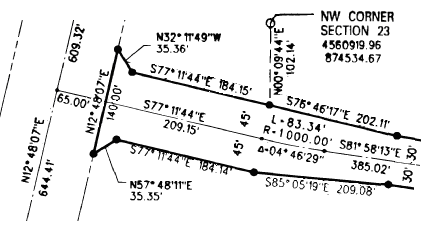 NW CORNER
SECTION 23
4560919.96
874534.67
N32°11'49"W
35.36'
609.32'
N00°09'44"E
102.14'
S77°11'44"E 184.15'
S76°46'17"E 202.11'
65.00'
N12°48'07"E
140.00'
S77°11'44"E
209.15'
45'
45'
L=83.34'
R=1000.00'
Δ=04°46'29"
S81°58'13"E
385.02'
30'
30'
N12°48'07"E
644.41'
S77°11'44"E 184.14'
N57°48'11"E
35.35'
S85°05'19"E 209.08'